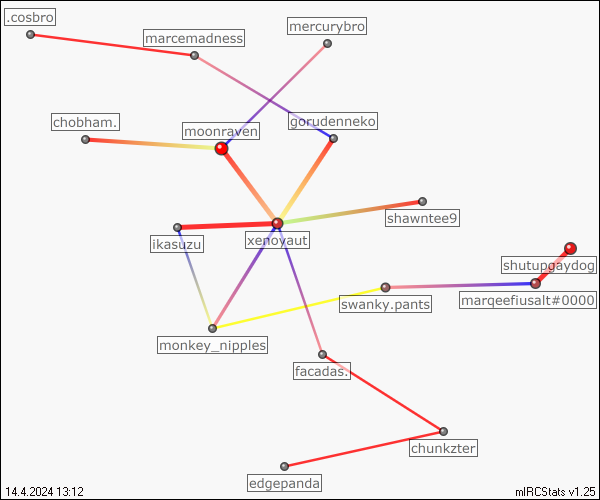 .cosbro
mercurybro
marcemadness
chobham.
gorudenneko
moonraven
shawntee9
xenoyaut
ikasuzu
shutupgaydog
marqeefiusalt#0000
swanky.pants
monkey_nipples
facadas.
chunkzter
edgepanda
14.4.2024 13:12
mIRCStats v1.25